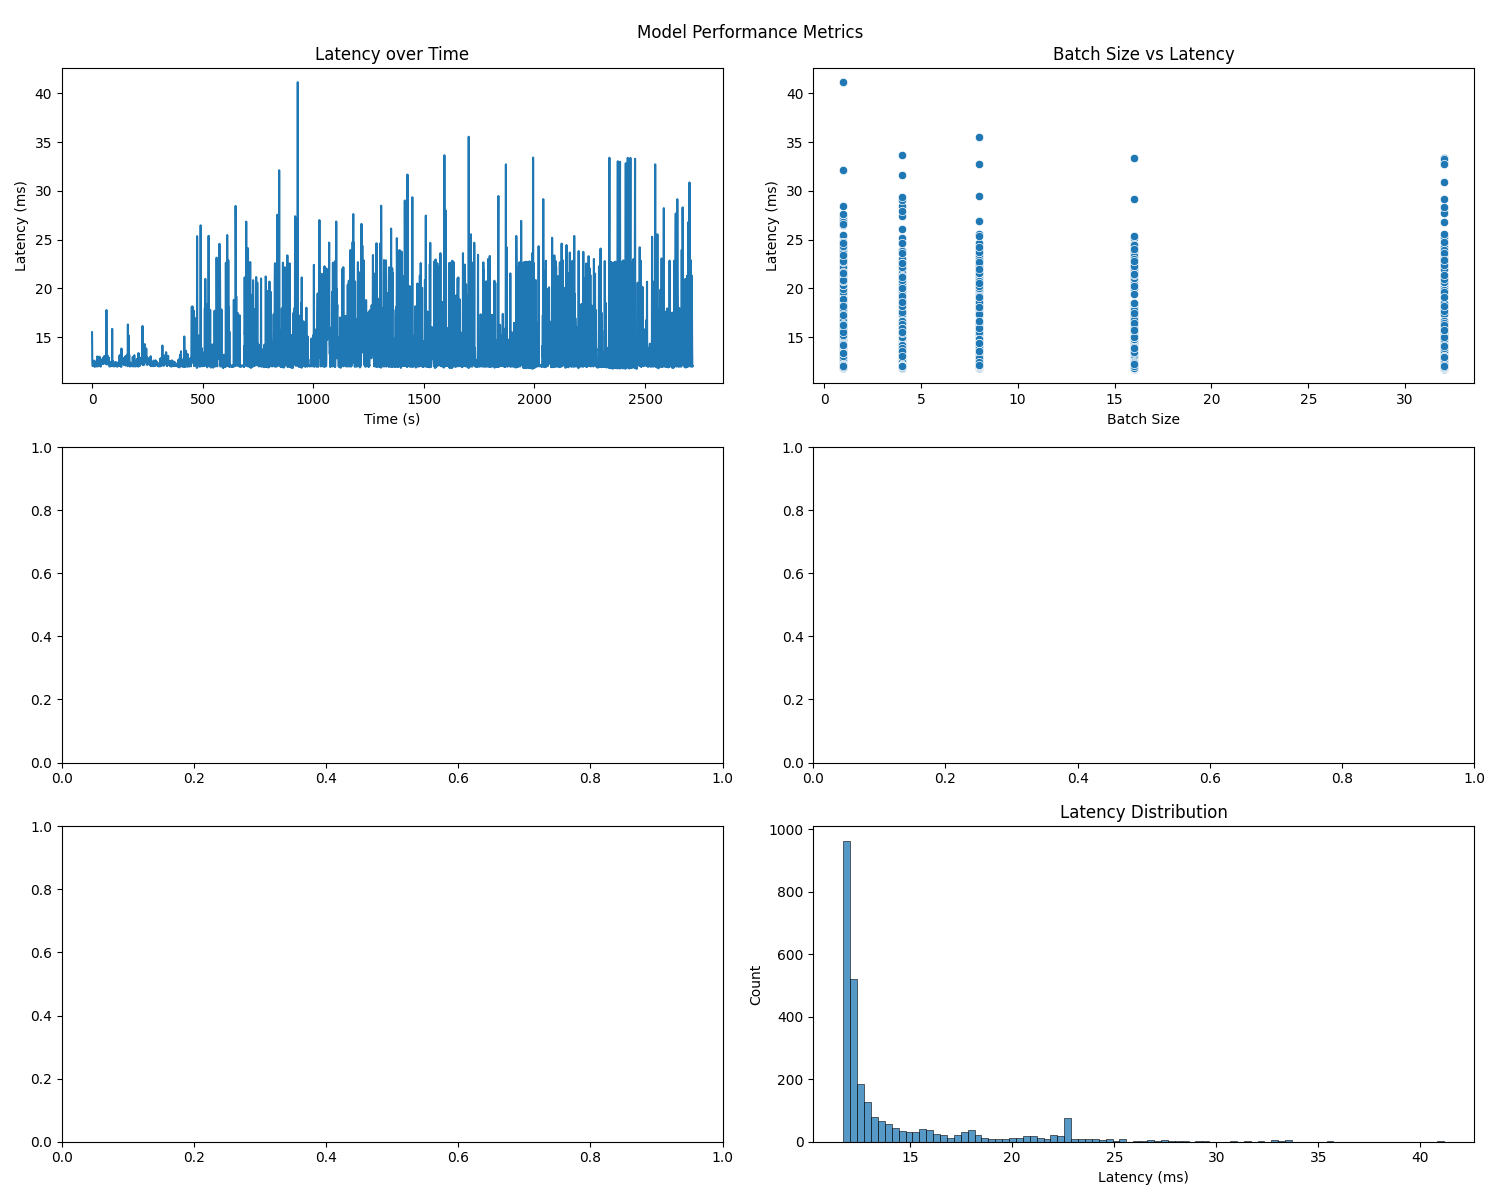 Model Performance Metrics
Latency over Time
Latency (ms)
40
35
30
25
20
15
0 500 1000 1500 2000 2500
Time (s)
Batch Size vs Latency
Latency (ms)
40
35
30
25
20
15
0 5 10 15 20 25 30
Batch Size
1.0
0.8
0.6
0.4
0.2
0.0
0.0 0.2 0.4 0.6 0.8 1.0
1.0
0.8
0.6
0.4
0.2
0.0
0.0 0.2 0.4 0.6 0.8 1.0
1.0
0.8
0.6
0.4
0.2
0.0
0.0 0.2 0.4 0.6 0.8 1.0
Latency Distribution
Count
1000
800
600
400
200
0
15 20 25 30 35 40
Latency (ms)